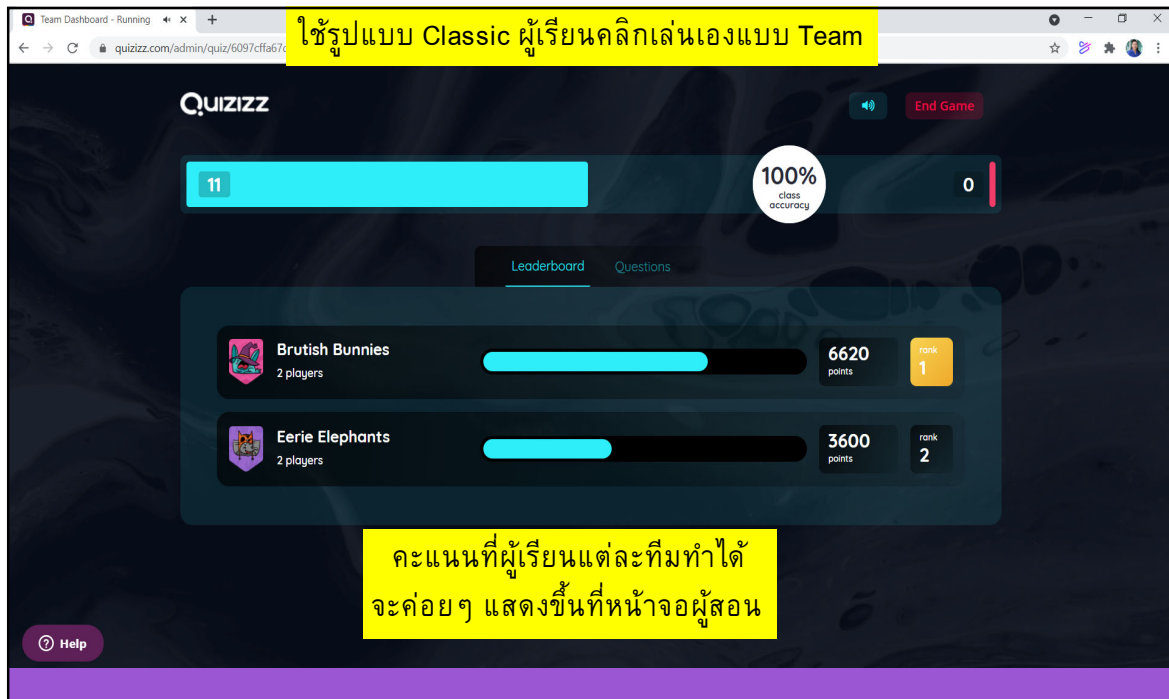 Team Dashboard - Running
ใช้รูปแบบ Classic ผู้เรียนคลิกเล่นเองแบบ Team
quizizz.com/admin/quiz/6097cffa67
Quizizz
End Game
11
100%
class
accuracy
0
Leaderboard Questions
Brutish Bunnies
2 players
6620
points
rank
1
Eerie Elephants
2 players
3600
points
rank
2
คะแนนที่ผู้เรียนแต่ละทีมทำได้
จะค่อยๆ แสดงขึ้นที่หน้าจอผู้สอน
Help